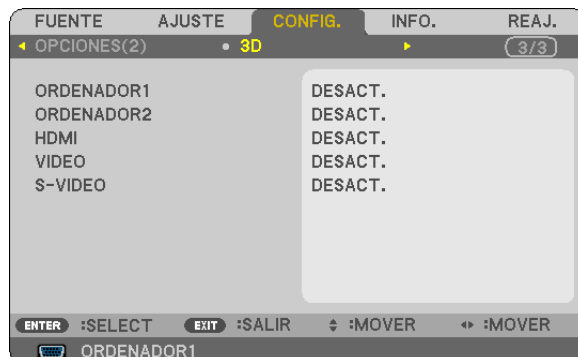 FUENTE AJUSTE CONFIG. INFO. REAJ.
OPCIONES(2) 3D 3/3
ORDENADOR1 DESACT.
ORDENADOR2 DESACT.
HDMI DESACT.
VIDEO DESACT.
S-VIDEO DESACT.
ENTER :SELECT EXIT :SALIR :MOVER :MOVER
ORDENADOR1